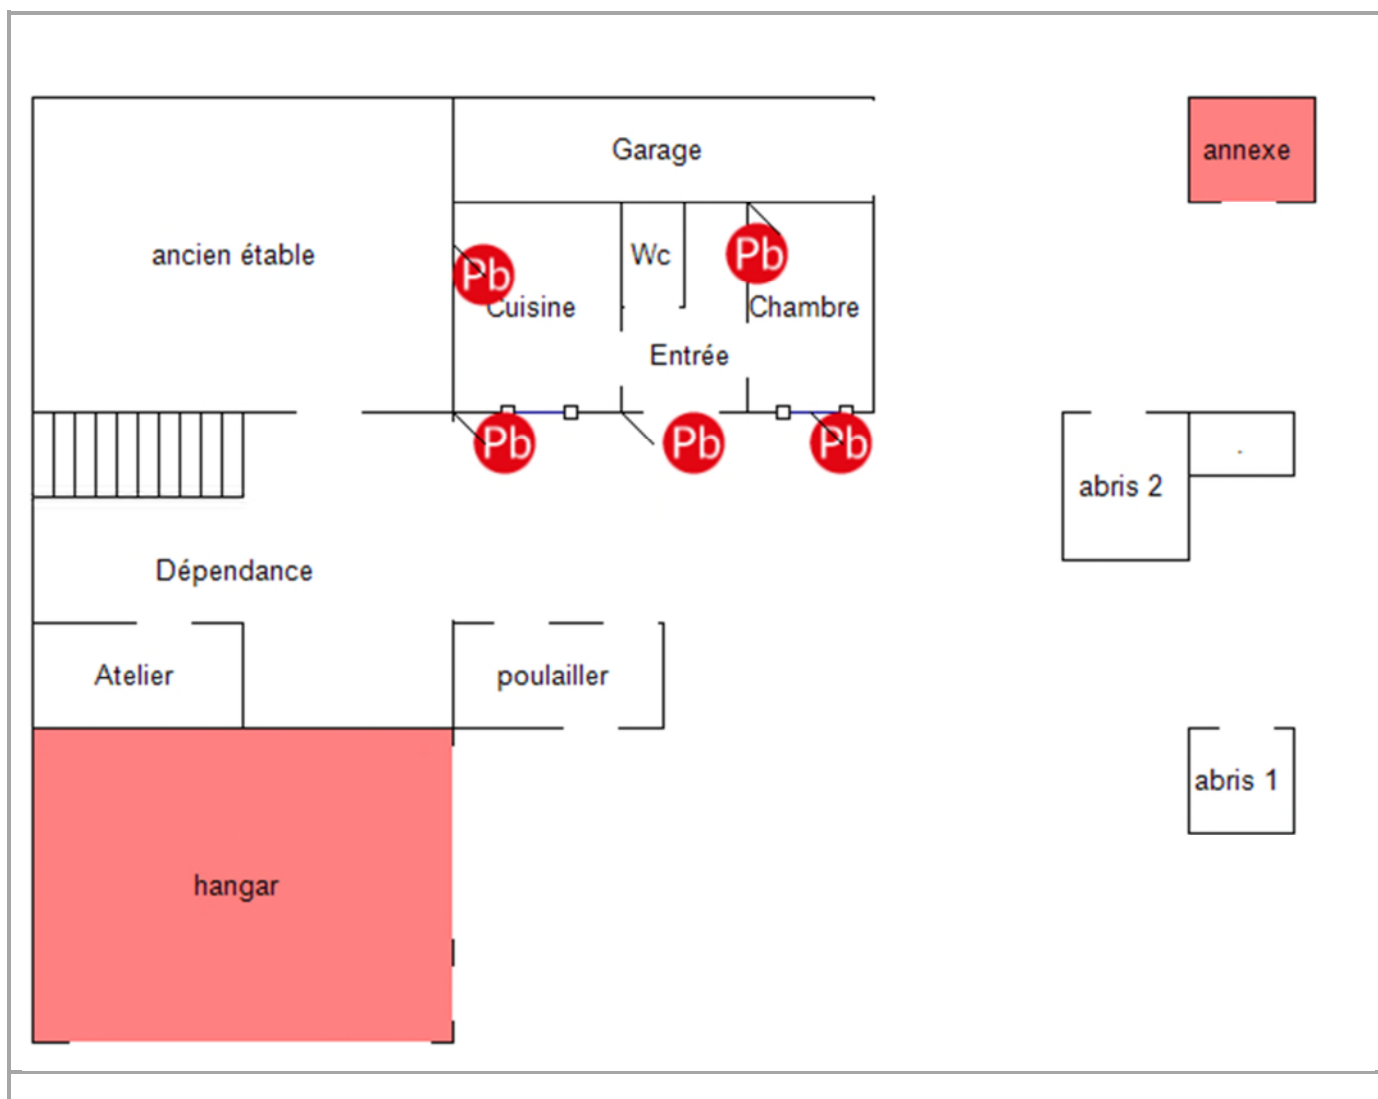 Garage
annexe
ancien étable
Wc
Pb
Pb
Cuisine
Chambre
Entrée
Pb
Pb
Pb
abris 2
.
Dépendance
Atelier
poulailler
abris 1
hangar